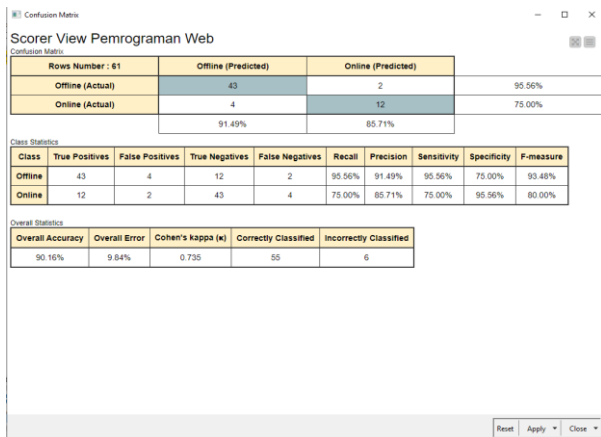 Confusion Matrix
Scorer View Pemrograman Web
Confusion Matrix
Rows Number : 61 Offline (Predicted) Online (Predicted)
Offline (Actual) 43 2 95.56%
Online (Actual) 4 12 75.00%
91.49% 85.71%
Class Statistics
Class True Positives False Positives True Negatives False Negatives Recall Precision Sensitivity Specificity F-measure
Offline 43 4 12 2 95.56% 91.49% 95.56% 75.00% 93.48%
Online 12 2 43 4 75.00% 85.71% 75.00% 95.56% 80.00%
Overall Statistics
Overall Accuracy Overall Error Cohen's kappa (κ) Correctly Classified Incorrectly Classified
90.16% 9.84% 0.735 55 6
Reset Apply Close